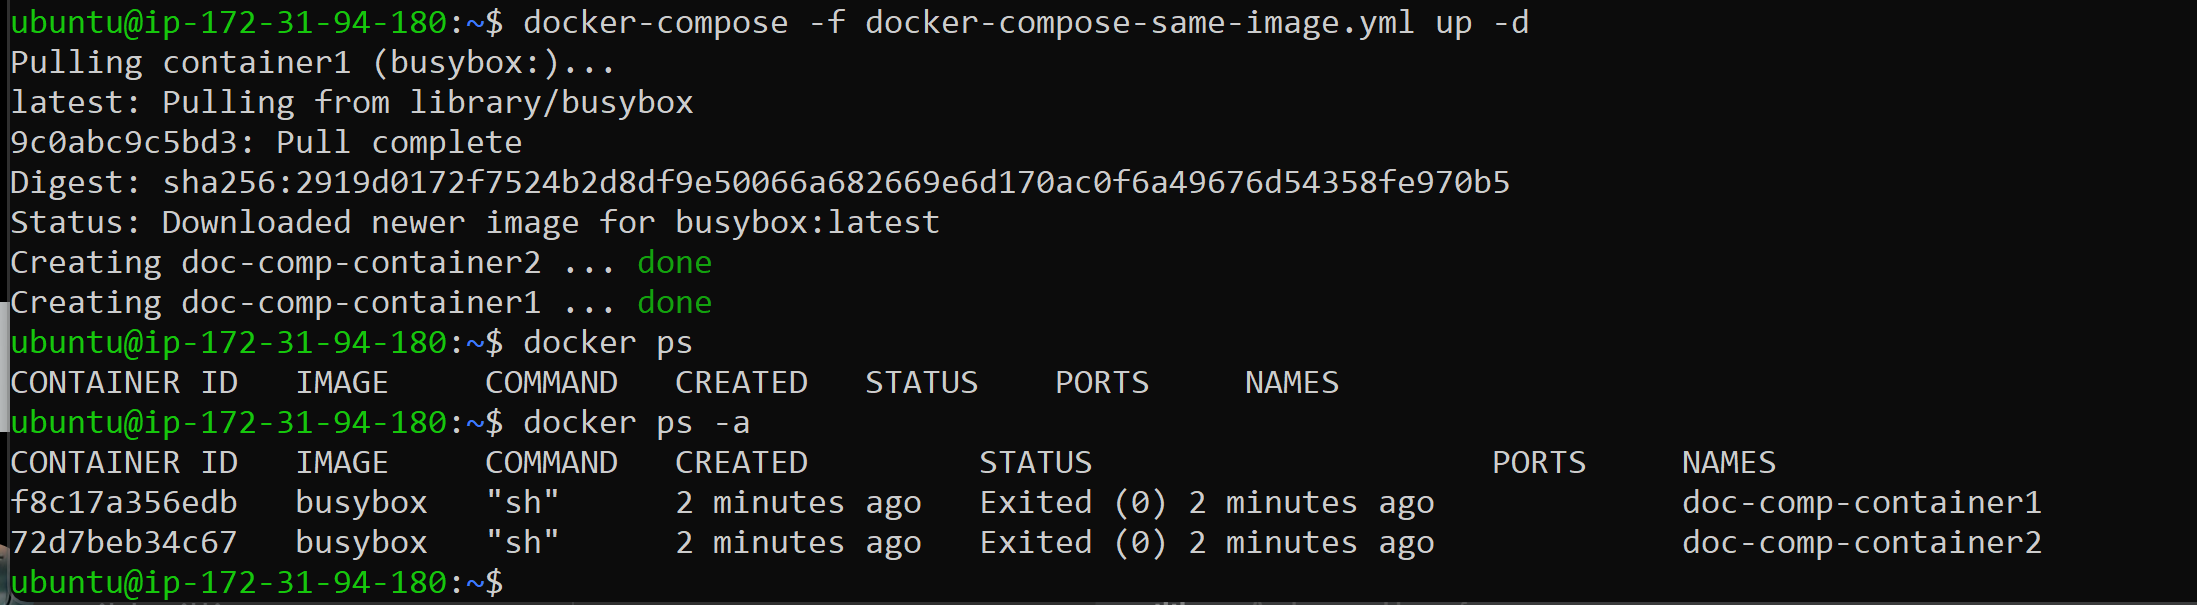 ubuntu@ip-172-31-94-180:~$ docker-compose -f docker-compose-same-image.yml up -d
Pulling container1 (busybox:)...
latest: Pulling from library/busybox
9c0abc9c5bd3: Pull complete
Digest: sha256:2919d0172f7524b2d8df9e50066a682669e6d170ac0f6a49676d54358fe970b5
Status: Downloaded newer image for busybox:latest
Creating doc-comp-container2 ... done
Creating doc-comp-container1 ... done
ubuntu@ip-172-31-94-180:~$ docker ps
CONTAINER ID   IMAGE     COMMAND   CREATED   STATUS    PORTS     NAMES
ubuntu@ip-172-31-94-180:~$ docker ps -a
CONTAINER ID   IMAGE     COMMAND   CREATED         STATUS                     PORTS     NAMES
f8c17a356edb   busybox   "sh"      2 minutes ago   Exited (0) 2 minutes ago             doc-comp-container1
72d7beb34c67   busybox   "sh"      2 minutes ago   Exited (0) 2 minutes ago             doc-comp-container2
ubuntu@ip-172-31-94-180:~$